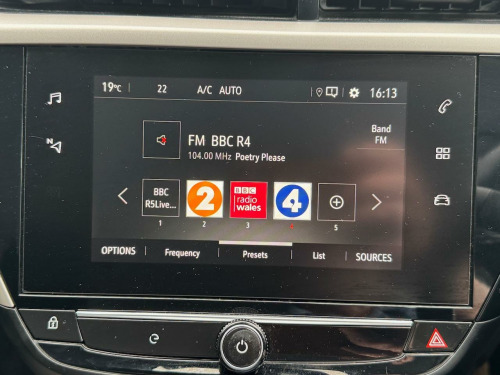 19°C 22 A/C AUTO 16:13
N
FM BBC R4
104.00 MHz Poetry Please
Band
FM
BBC
R5Live...
2
BBC
radio
wales
4
1 2 3 4 5
OPTIONS Frequency Presets List SOURCES